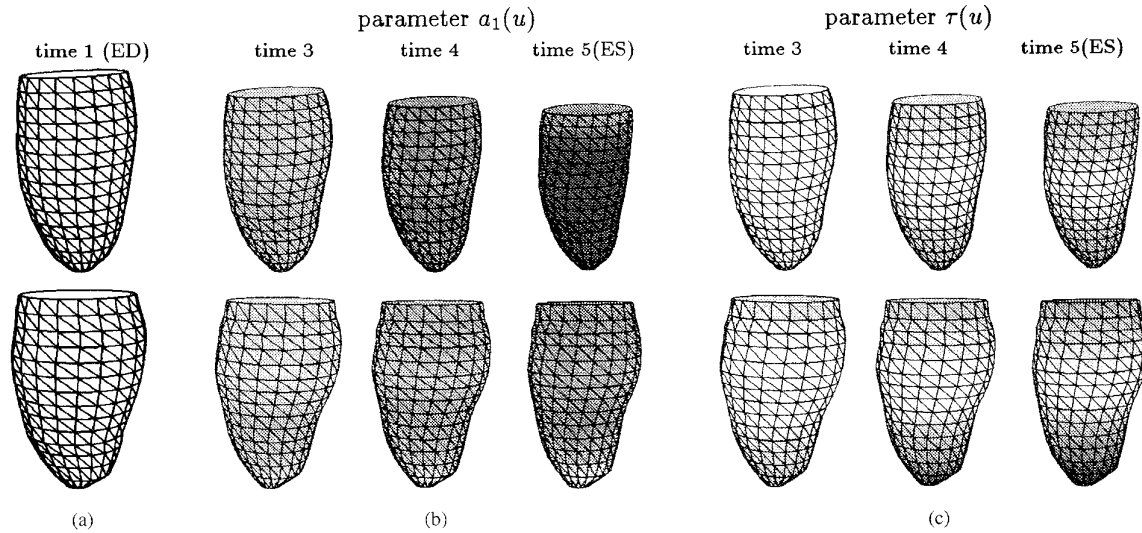 parameter a₁(u)
parameter τ(u)
time 1 (ED)
time 3
time 4
time 5(ES)
time 3
time 4
time 5(ES)
(a)
(b)
(c)